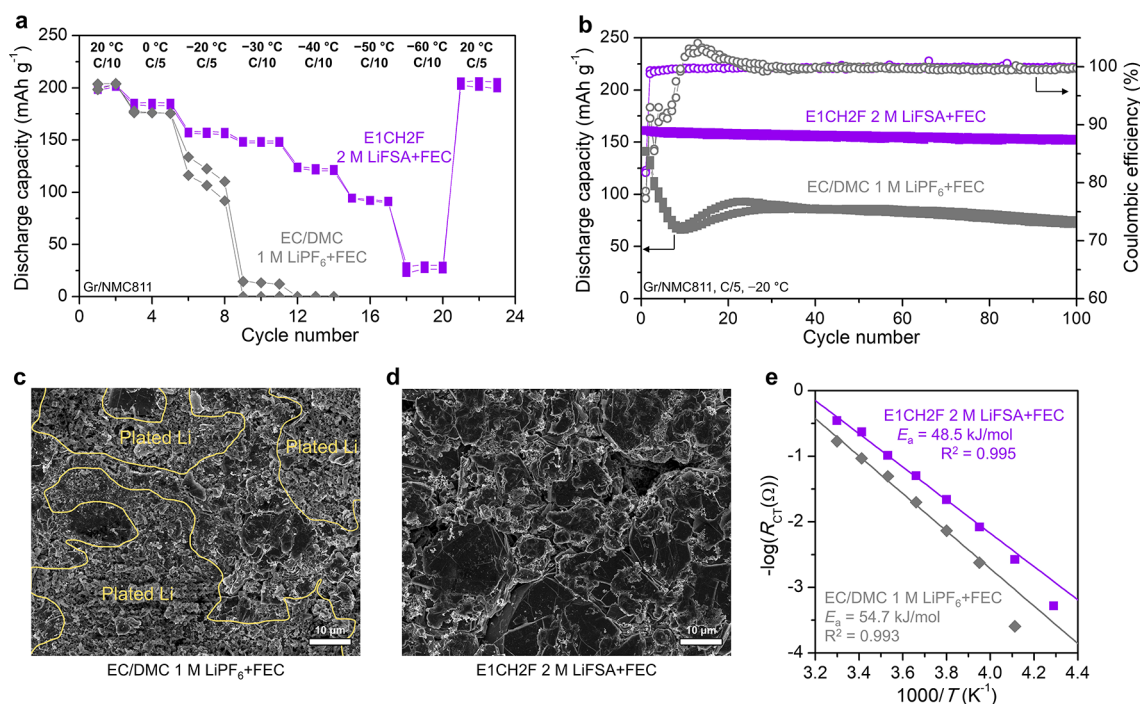 a
20 °C 0 °C −20 °C −30 °C −40 °C −50 °C −60 °C 20 °C
C/10 C/5 C/5 C/10 C/10 C/10 C/10 C/5
250
200
150
100
50
0
Discharge capacity (mAh g⁻¹)
E1CH2F
2 M LiFSA+FEC
EC/DMC
1 M LiPF₆+FEC
Gr/NMC811
0 3 6 9 12 15 18 21 24
Cycle number
b
250
200
150
100
50
0
Discharge capacity (mAh g⁻¹)
E1CH2F 2 M LiFSA+FEC
EC/DMC 1 M LiPF₆+FEC
Gr/NMC811, C/5, −20 °C
0 20 40 60 80 100
Cycle number
100
90
80
70
60
Coulombic efficiency (%)
c
Plated Li
Plated Li
Plated Li
10 µm
EC/DMC 1 M LiPF₆+FEC
d
10 µm
E1CH2F 2 M LiFSA+FEC
e
-0
-1
-2
-3
-4
-log(R_CT(Ω))
E1CH2F 2 M LiFSA+FEC
Eₐ = 48.5 kJ/mol
R² = 0.995
EC/DMC 1 M LiPF₆+FEC
Eₐ = 54.7 kJ/mol
R² = 0.993
3.2 3.4 3.6 3.8 4.0 4.2 4.4
1000/T (K⁻¹)